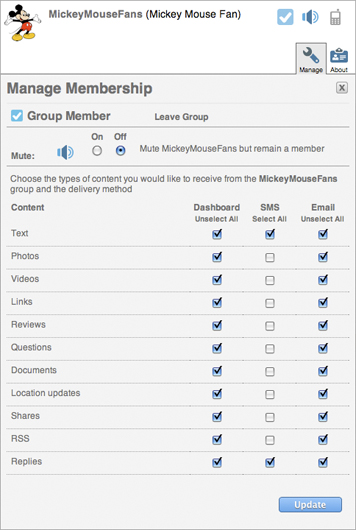 MickeyMouseFans (Mickey Mouse Fan)
Manage About
Manage Membership X
Group Member Leave Group
On Off
Mute: Mute MickeyMouseFans but remain a member
Choose the types of content you would like to receive from the MickeyMouseFans
group and the delivery method
Content Dashboard SMS Email
Unselect All Select All Unselect All
Text
Photos
Videos
Links
Reviews
Questions
Documents
Location updates
Shares
RSS
Replies
Update